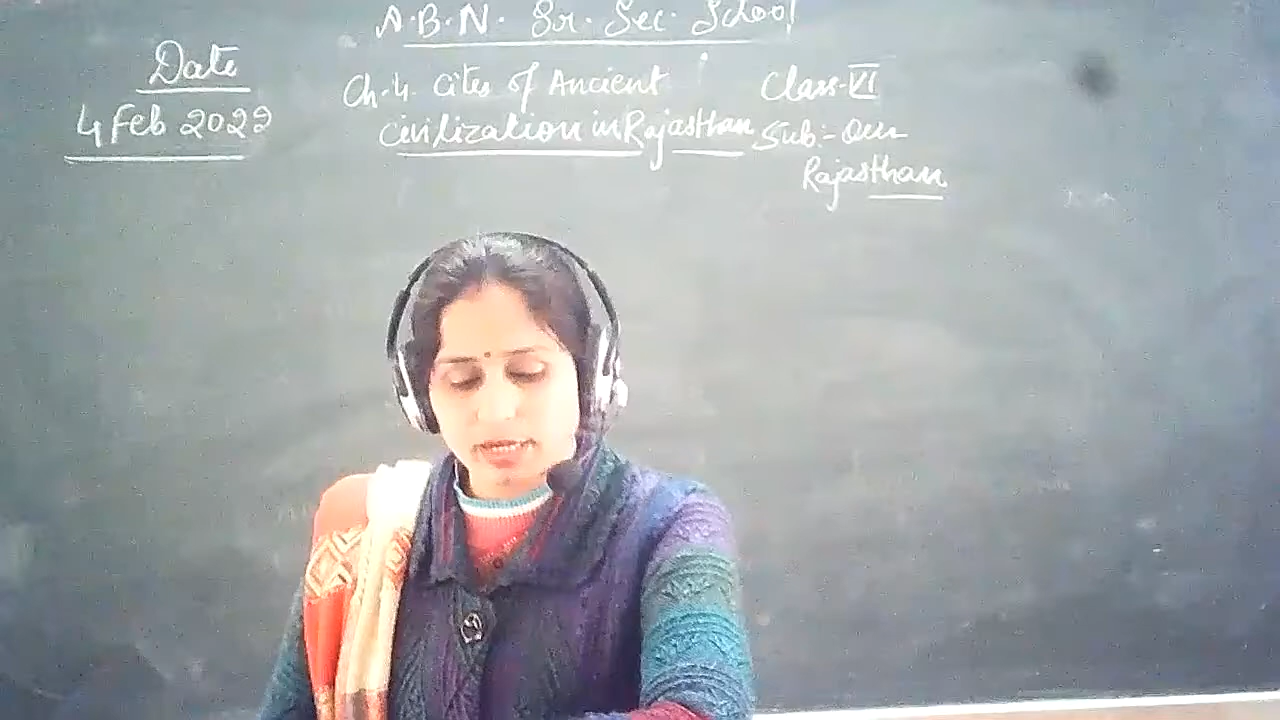 A.B.N. Sr. Sec. School
Date
4 Feb 2022
Ch.4. Cites of Ancient
Civilization in Rajasthan
Class-VI
Sub:- Our
Rajasthan